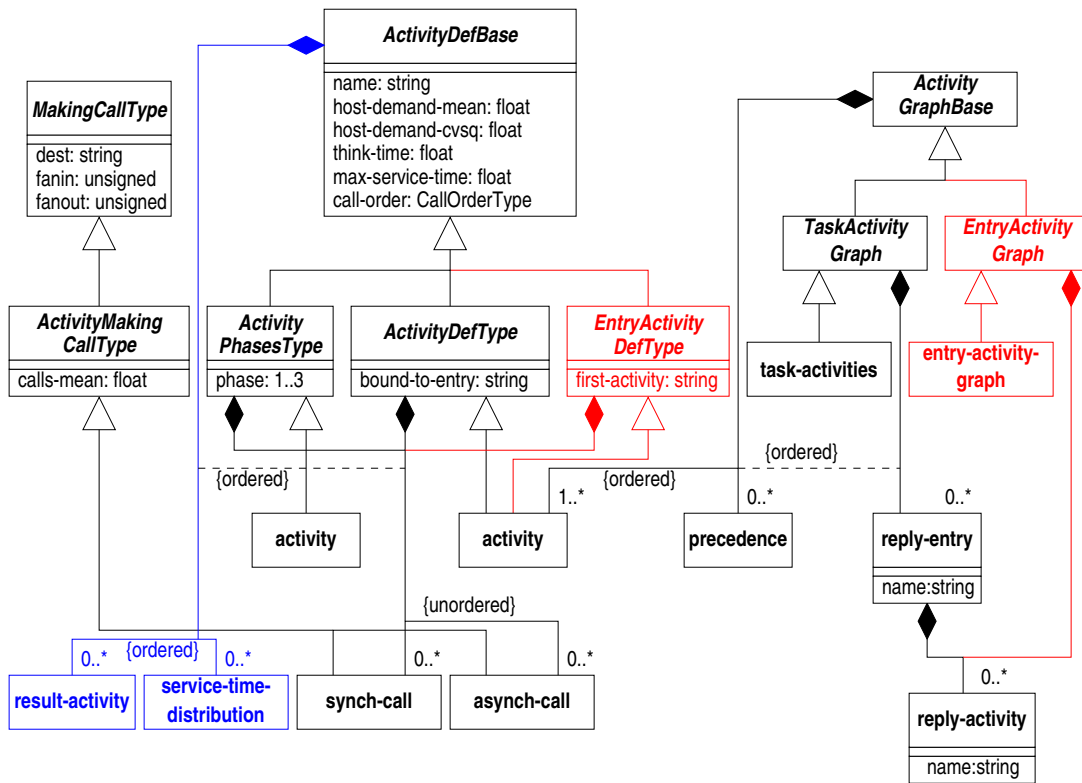 ActivityDefBase
name: string
host-demand-mean: float
host-demand-cvsq: float
think-time: float
max-service-time: float
call-order: CallOrderType
MakingCallType
dest: string
fanin: unsigned
fanout: unsigned
Activity
GraphBase
TaskActivity
Graph
EntryActivity
Graph
ActivityMaking
CallType
calls-mean: float
Activity
PhasesType
phase: 1..3
ActivityDefType
bound-to-entry: string
EntryActivity
DefType
first-activity: string
task-activities
entry-activity-
graph
{ordered}
{ordered}
{ordered}
1..*
0..*
0..*
activity
activity
precedence
reply-entry
name:string
{unordered}
{ordered}
0..*
0..*
0..*
0..*
result-activity
service-time-
distribution
synch-call
asynch-call
0..*
reply-activity
name:string